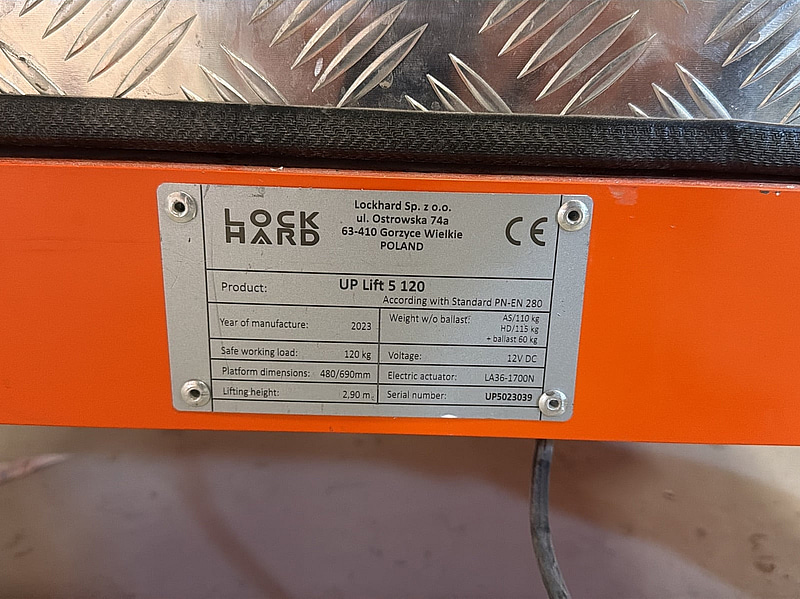 LOCK
HARD
Lockhard Sp. z o.o.
ul. Ostrowska 74a
63-410 Gorzyce Wielkie
POLAND
CE
Product: UP Lift 5 120
According with Standard PN-EN 280
Year of manufacture: 2023
Weight w/o ballast: AS/110 kg
HD/115 kg
+ ballast 60 kg
Safe working load: 120 kg
Voltage: 12V DC
Platform dimensions: 480/690mm
Electric actuator: LA36-1700N
Lifting height: 2,90 m
Serial number: UP5023039